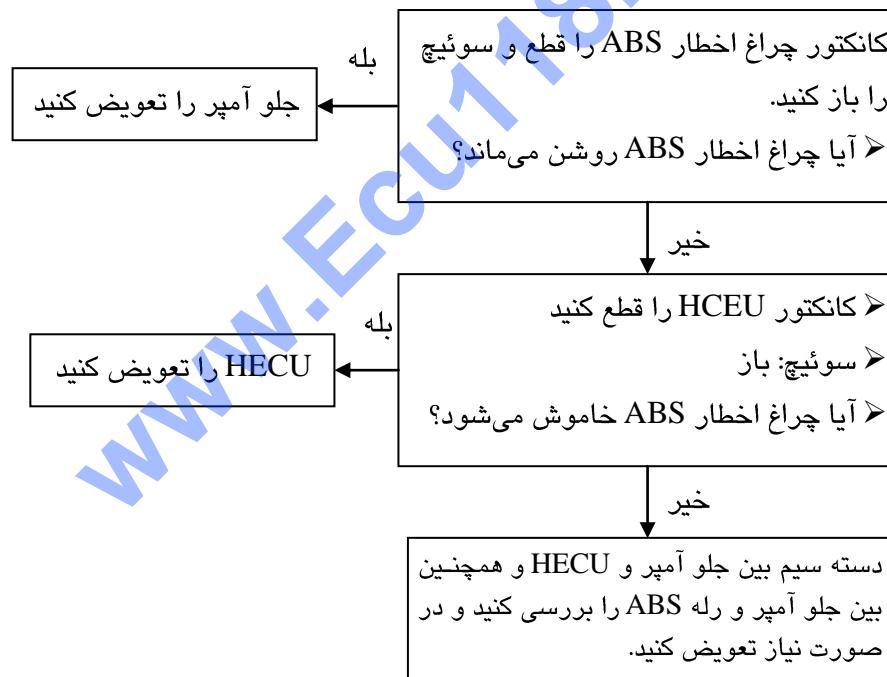 کانکتور چراغ اخطار ABS را قطع و سوئیچ
را باز کنید.
⮚ آیا چراغ اخطار ABS روشن می‌ماند؟
بله
جلو آمپر را تعویض کنید
خیر
⮚ کانکتور HCEU را قطع کنید
⮚ سوئیچ: باز
⮚ آیا چراغ اخطار ABS خاموش می‌شود؟
بله
HECU را تعویض کنید
خیر
دسته سیم بین جلو آمپر و HECU و همچنین
بین جلو آمپر و رله ABS را بررسی کنید و در
صورت نیاز تعویض کنید.
www.Ecu118